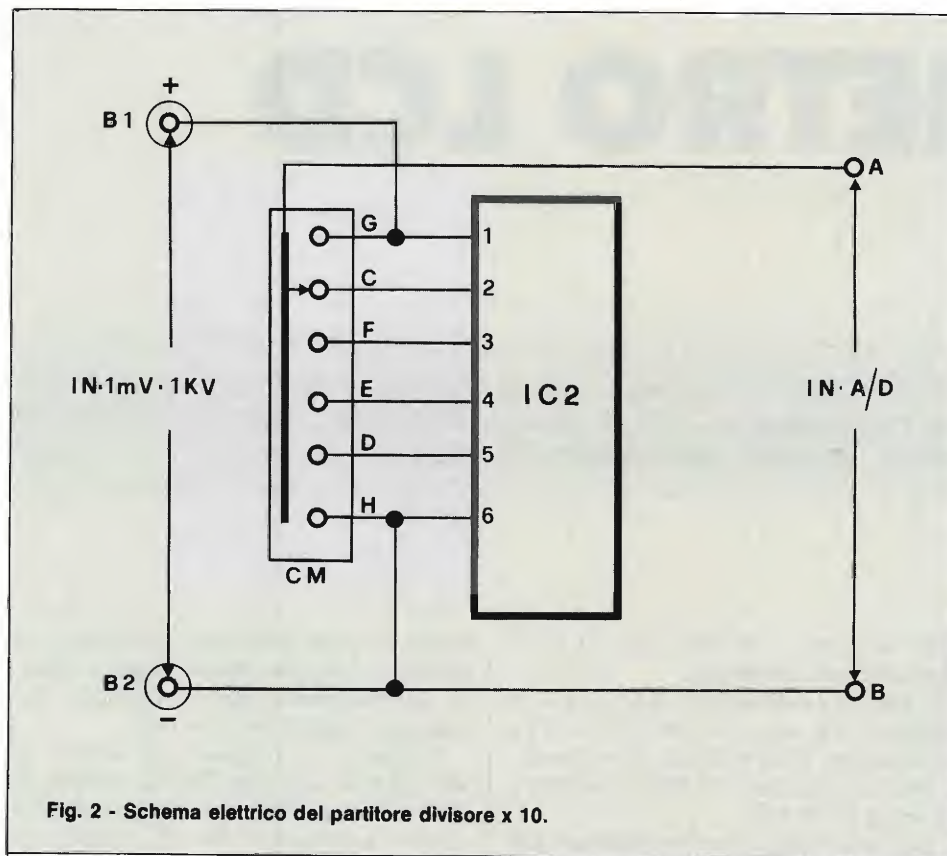 +
B1
A
G
1
C
2
F
3
IN·1mV·1KV
E
4
IC2
IN·A/D
D
5
H
6
CM
B2
B
-
Fig. 2 - Schema elettrico del partitore divisore x 10.